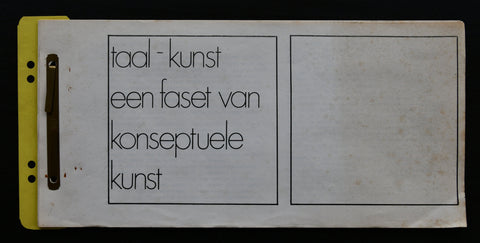 taal - kunst
een faset van
konseptuele
kunst